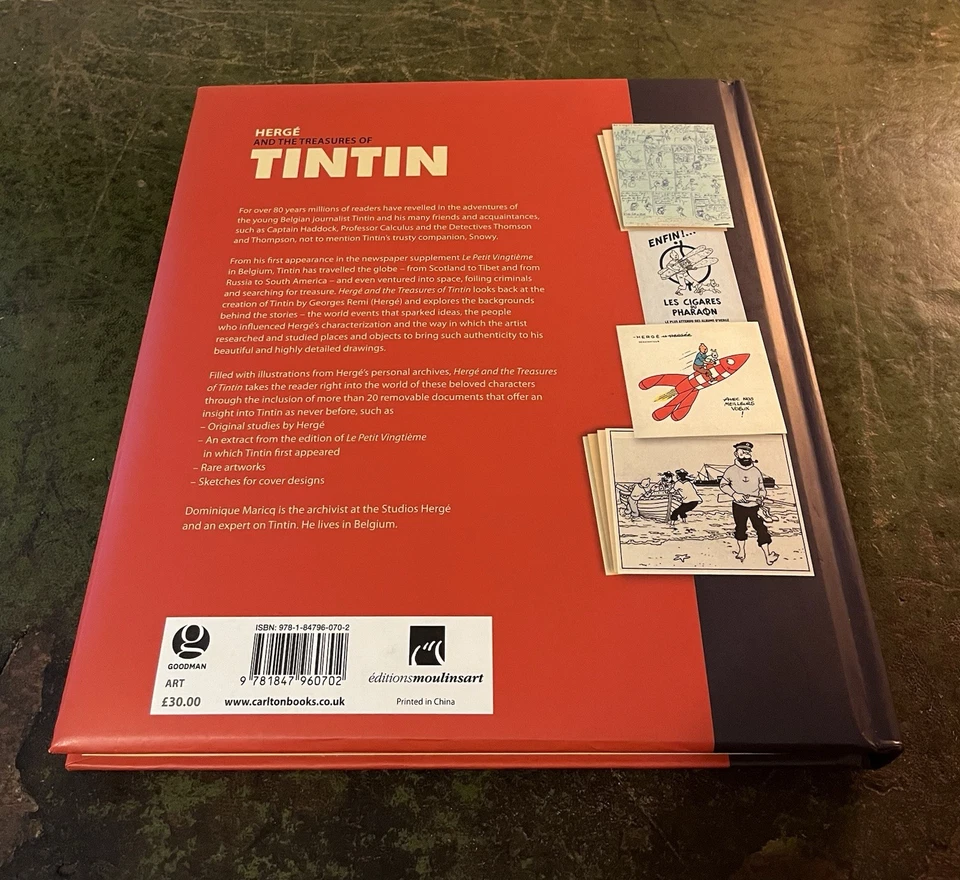 HERGÉ
AND THE TREASURES OF
TINTIN
For over 80 years millions of readers have revelled in the adventures of
the young Belgian journalist Tintin and his many friends and acquaintances,
such as Captain Haddock, Professor Calculus and the Detectives Thomson
and Thompson, not to mention Tintin's trusty companion, Snowy.
From his first appearance in the newspaper supplement Le Petit Vingtième
in Belgium, Tintin has travelled the globe – from Scotland to Tibet and from
Russia to South America – and even ventured into space, foiling criminals
and searching for treasure. Hergé and the Treasures of Tintin looks back at the
creation of Tintin by Georges Remi (Hergé) and explores the backgrounds
behind the stories – the world events that sparked ideas, the people
who influenced Hergé's characterization and the way in which the artist
researched and studied places and objects to bring such authenticity to his
beautiful and highly detailed drawings.
Filled with illustrations from Hergé's personal archives, Hergé and the Treasures
of Tintin takes the reader right into the world of these beloved characters
through the inclusion of more than 20 removable documents that offer an
insight into Tintin as never before, such as
– Original studies by Hergé
– An extract from the edition of Le Petit Vingtième
in which Tintin first appeared
– Rare artworks
– Sketches for cover designs
Dominique Maricq is the archivist at the Studios Hergé
and an expert on Tintin. He lives in Belgium.
ENFIN!...
LES CIGARES
DU
PHARAON
LE PLUS ATTENDU DES ALBUMS D'HERGÉ
HERGÉ
AVEC NOS
MEILLEURS
VOEUX
!
g
GOODMAN
ART
£30.00
ISBN: 978-1-84796-070-2
9 781847 960702
www.carltonbooks.co.uk
éditionsmoulinsart
Printed in China